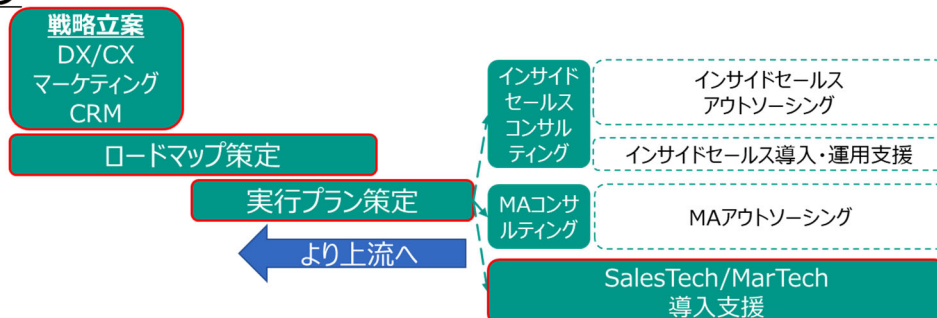 戦略立案
DX/CX
マーケティング
CRM
ロードマップ策定
実行プラン策定
より上流へ
インサイド
セールス
コンサル
ティング
インサイドセールス
アウトソーシング
インサイドセールス導入・運用支援
MAコンサ
ルティング
MAアウトソーシング
SalesTech/MarTech
導入支援